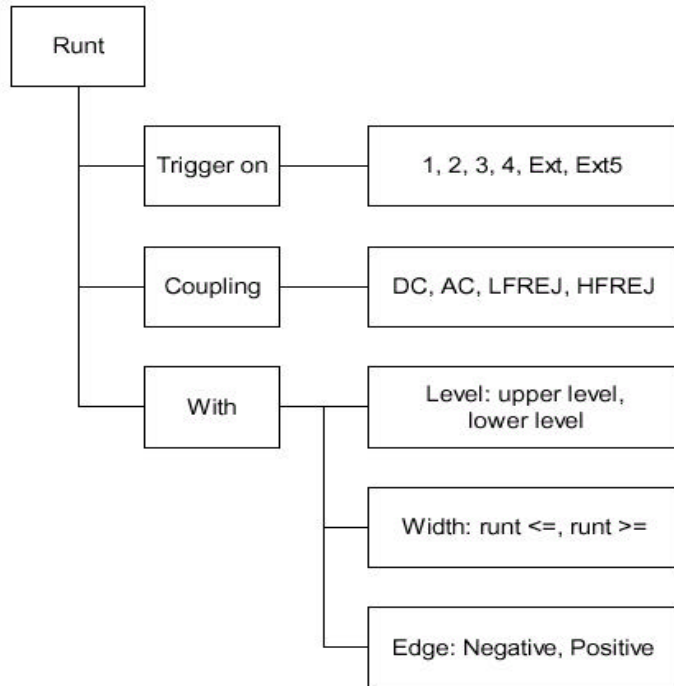 Runt
Trigger on
1, 2, 3, 4, Ext, Ext5
Coupling
DC, AC, LFREJ, HFREJ
With
Level: upper level,
lower level
Width: runt <=, runt >=
Edge: Negative, Positive